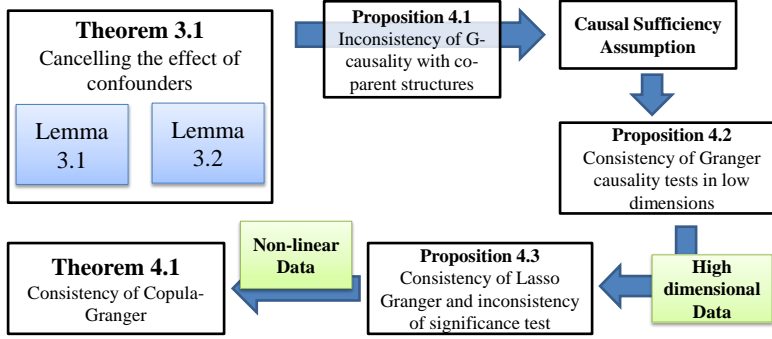 Theorem 3.1
Cancelling the effect of
confounders
Lemma
3.1
Lemma
3.2
Proposition 4.1
Inconsistency of G-
causality with co-
parent structures
Causal Sufficiency
Assumption
Proposition 4.2
Consistency of Granger
causality tests in low
dimensions
High
dimensional
Data
Proposition 4.3
Consistency of Lasso
Granger and inconsistency
of significance test
Non-linear
Data
Theorem 4.1
Consistency of Copula-
Granger